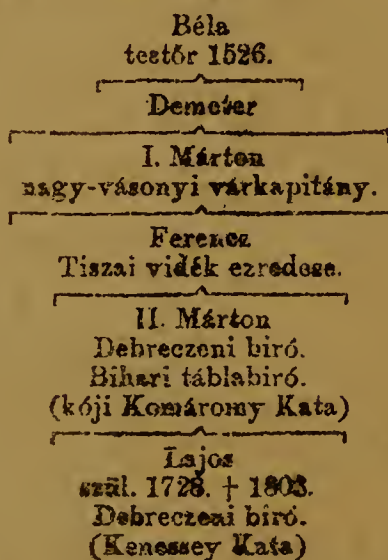 Béla
testőr 1526.
Demeter
I. Márton
nagy-vásonyi várkapitány.
Ferencz
Tiszai vidék ezredese.
II. Márton
Debreczeni biró.
Bihari táblabiró.
(kóji Komáromy Kata)
Lajos
szül. 1728. † 1803.
Debreczeni biró.
(Kenessey Kata)